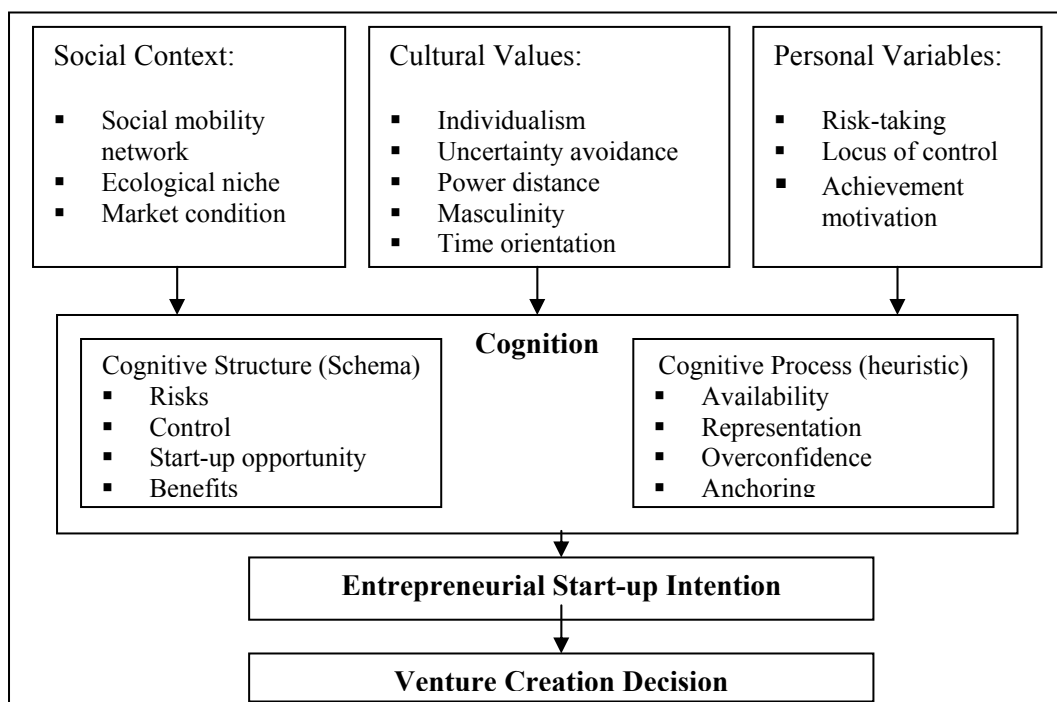 Social Context:
▪ Social mobility
network
▪ Ecological niche
▪ Market condition
Cultural Values:
▪ Individualism
▪ Uncertainty avoidance
▪ Power distance
▪ Masculinity
▪ Time orientation
Personal Variables:
▪ Risk-taking
▪ Locus of control
▪ Achievement
motivation
Cognition
Cognitive Structure (Schema)
▪ Risks
▪ Control
▪ Start-up opportunity
▪ Benefits
Cognitive Process (heuristic)
▪ Availability
▪ Representation
▪ Overconfidence
▪ Anchoring
Entrepreneurial Start-up Intention
Venture Creation Decision